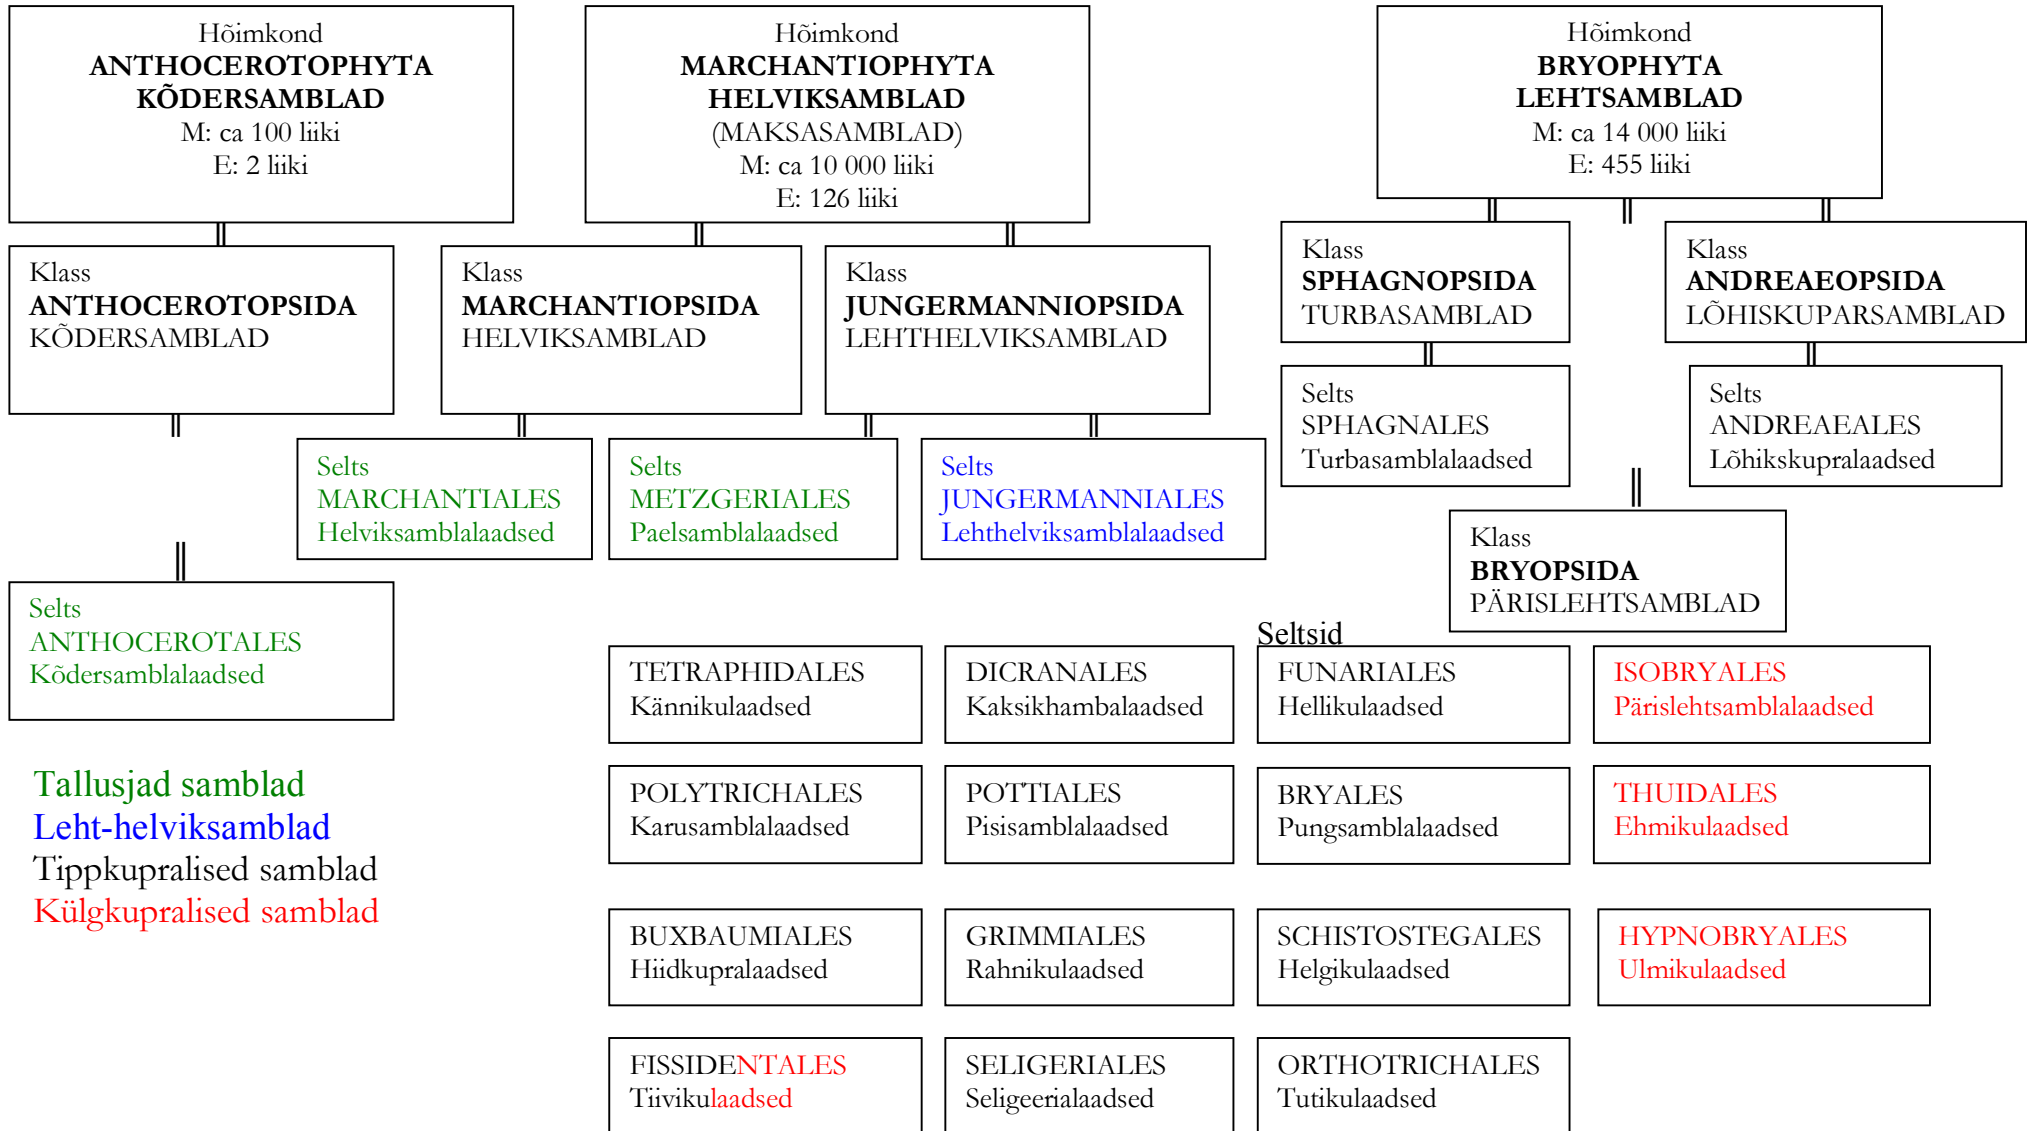 Hõimkond
ANTHOCEROTOPHYTA
KÕDERSAMBLAD
M: ca 100 liiki
E: 2 liiki
Hõimkond
MARCHANTIOPHYTA
HELVIKSAMBLAD
(MAKSASAMBLAD)
M: ca 10 000 liiki
E: 126 liiki
Hõimkond
BRYOPHYTA
LEHTSAMBLAD
M: ca 14 000 liiki
E: 455 liiki
Klass
ANTHOCEROTOPSIDA
KÕDERSAMBLAD
Klass
MARCHANTIOPSIDA
HELVIKSAMBLAD
Klass
JUNGERMANNIOPSIDA
LEHTHELVIKSAMBLAD
Klass
SPHAGNOPSIDA
TURBASAMBLAD
Klass
ANDREAEOPSIDA
LÕHISKUPARSAMBLAD
Selts
SPHAGNALES
Turbasamblalaadsed
Selts
ANDREAEALES
Lõhikskupralaadsed
Selts
MARCHANTIALES
Helviksamblalaadsed
Selts
METZGERIALES
Paelsamblalaadsed
Selts
JUNGERMANNIALES
Lehthelviksamblalaadsed
Klass
BRYOPSIDA
PÄRISLEHTSAMBLAD
Selts
ANTHOCEROTALES
Kõdersamblalaadsed
Seltsid
TETRAPHIDALES
Kännikulaadsed
DICRANALES
Kaksikhambalaadsed
FUNARIALES
Hellikulaadsed
ISOBRYALES
Pärislehtsamblalaadsed
POLYTRICHALES
Karusamblalaadsed
POTTIALES
Pisisamblalaadsed
BRYALES
Pungsamblalaadsed
THUIDALES
Ehmikulaadsed
BUXBAUMIALES
Hiidkupralaadsed
GRIMMIALES
Rahnikulaadsed
SCHISTOSTEGALES
Helgikulaadsed
HYPNOBRYALES
Ulmikulaadsed
FISSIDENTALES
Tiivikulaadsed
SELIGERIALES
Seligeerialaadsed
ORTHOTRICHALES
Tutikulaadsed
Tallusjad samblad
Leht-helviksamblad
Tippkupralised samblad
Külgkupralised samblad